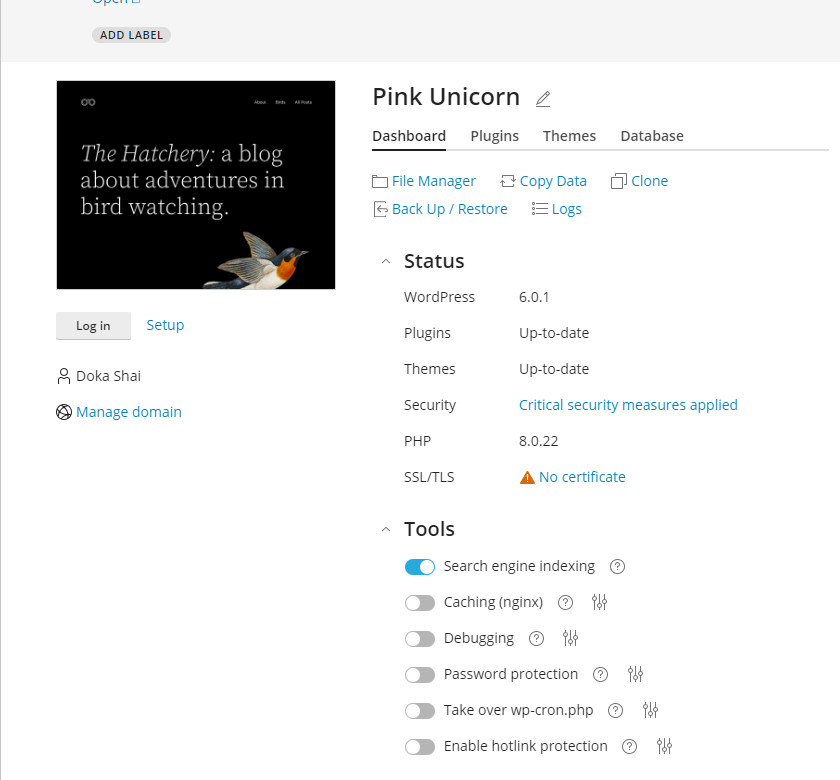 Open
ADD LABEL
About Birds All Posts
The Hatchery: a blog
about adventures in
bird watching.
Log in Setup
Doka Shai
Manage domain
Pink Unicorn
Dashboard Plugins Themes Database
File Manager Copy Data Clone
Back Up / Restore Logs
Status
WordPress 6.0.1
Plugins Up-to-date
Themes Up-to-date
Security Critical security measures applied
PHP 8.0.22
SSL/TLS No certificate
Tools
Search engine indexing
Caching (nginx)
Debugging
Password protection
Take over wp-cron.php
Enable hotlink protection